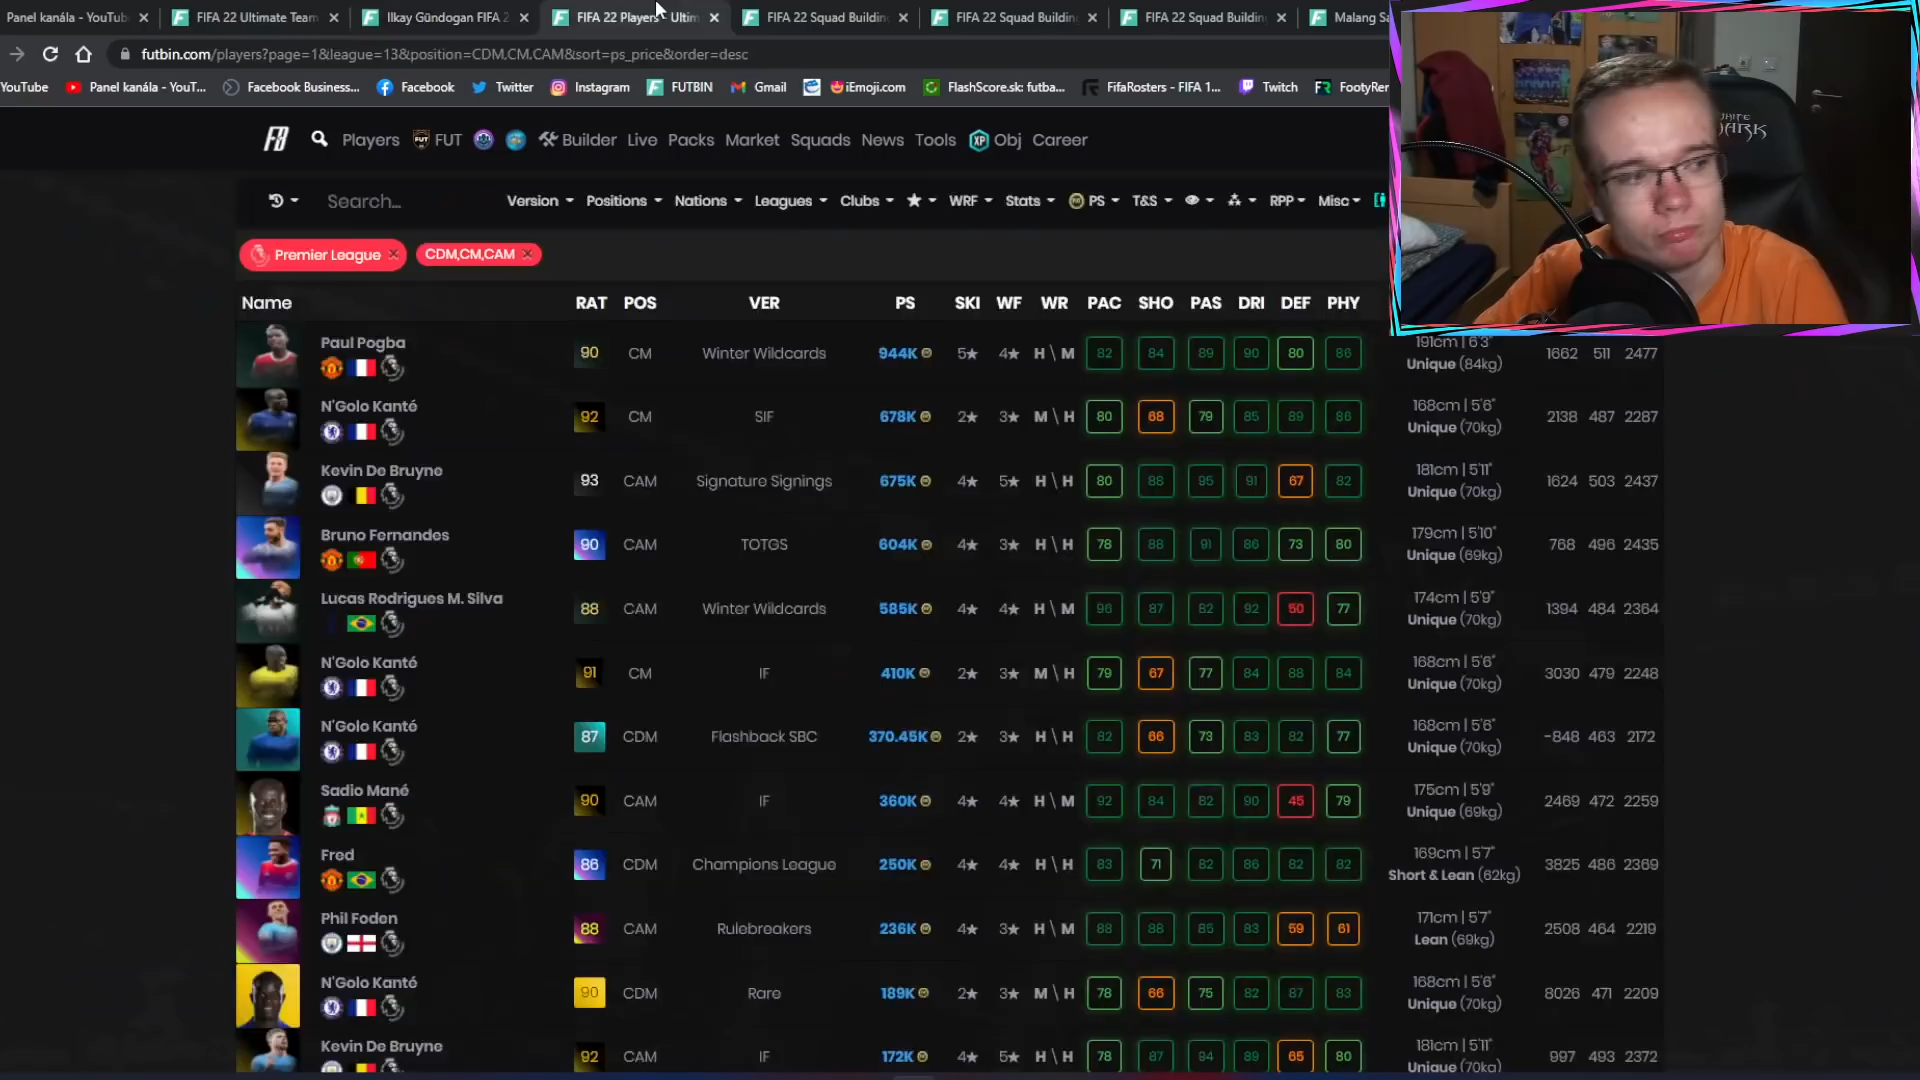 Panel kanála - YouTub
FIFA 22 Ultimate Team
Ilkay Gündogan FIFA 2
FIFA 22 Players
Ultim
FIFA 22 Squad Buildin
FIFA 22 Squad Buildin
FIFA 22 Squad Buildin
Malang Sa
futbin.com/players?page=1&league=13&position=CDM,CM,CAM&sort=ps_price&order=desc
YouTube
Panel kanála - YouT...
Facebook Business...
Facebook
Twitter
Instagram
FUTBIN
Gmail
iEmoji.com
FlashScore.sk: futba...
FifaRosters - FIFA 1...
Twitch
FootyRer
FB Players FUT Builder Live Packs Market Squads News Tools XP Obj Career
Search... Version Positions Nations Leagues Clubs WRF Stats PS T&S RPP Misc
Premier League CDM,CM,CAM
Name RAT POS VER PS SKI WF WR PAC SHO PAS DRI DEF PHY
Paul Pogba 90 CM Winter Wildcards 944K 5★ 4★ H \ M 82 84 89 90 80 86 191cm | 6'3" 1662 511 2477
Unique (84kg)
N'Golo Kanté 92 CM SIF 678K 2★ 3★ M \ H 80 68 79 85 89 86 168cm | 5'6" 2138 487 2287
Unique (70kg)
Kevin De Bruyne 93 CAM Signature Signings 675K 4★ 5★ H \ H 80 88 95 91 67 82 181cm | 5'11" 1624 503 2437
Unique (70kg)
Bruno Fernandes 90 CAM TOTGS 604K 4★ 3★ H \ H 78 88 91 86 73 80 179cm | 5'10" 768 496 2435
Unique (69kg)
Lucas Rodrigues M. Silva 88 CAM Winter Wildcards 585K 4★ 4★ H \ M 96 87 82 92 50 77 174cm | 5'9" 1394 484 2364
Unique (70kg)
N'Golo Kanté 91 CM IF 410K 2★ 3★ M \ H 79 67 77 84 88 84 168cm | 5'6" 3030 479 2248
Unique (70kg)
N'Golo Kanté 87 CDM Flashback SBC 370.45K 2★ 3★ H \ H 82 66 73 83 82 77 168cm | 5'6" -848 463 2172
Unique (70kg)
Sadio Mané 90 CAM IF 360K 4★ 4★ H \ M 92 84 82 90 45 79 175cm | 5'9" 2469 472 2259
Unique (69kg)
Fred 86 CDM Champions League 250K 4★ 4★ H \ H 83 71 82 86 82 82 169cm | 5'7" 3825 486 2369
Short & Lean (62kg)
Phil Foden 88 CAM Rulebreakers 236K 4★ 3★ H \ M 88 88 85 83 59 61 171cm | 5'7" 2508 464 2219
Lean (69kg)
N'Golo Kanté 90 CDM Rare 189K 2★ 3★ M \ H 78 66 75 82 87 83 168cm | 5'6" 8026 471 2209
Unique (70kg)
Kevin De Bruyne 92 CAM IF 172K 4★ 5★ H \ H 78 87 94 89 65 80 181cm | 5'11" 997 493 2372
Unique (70kg)